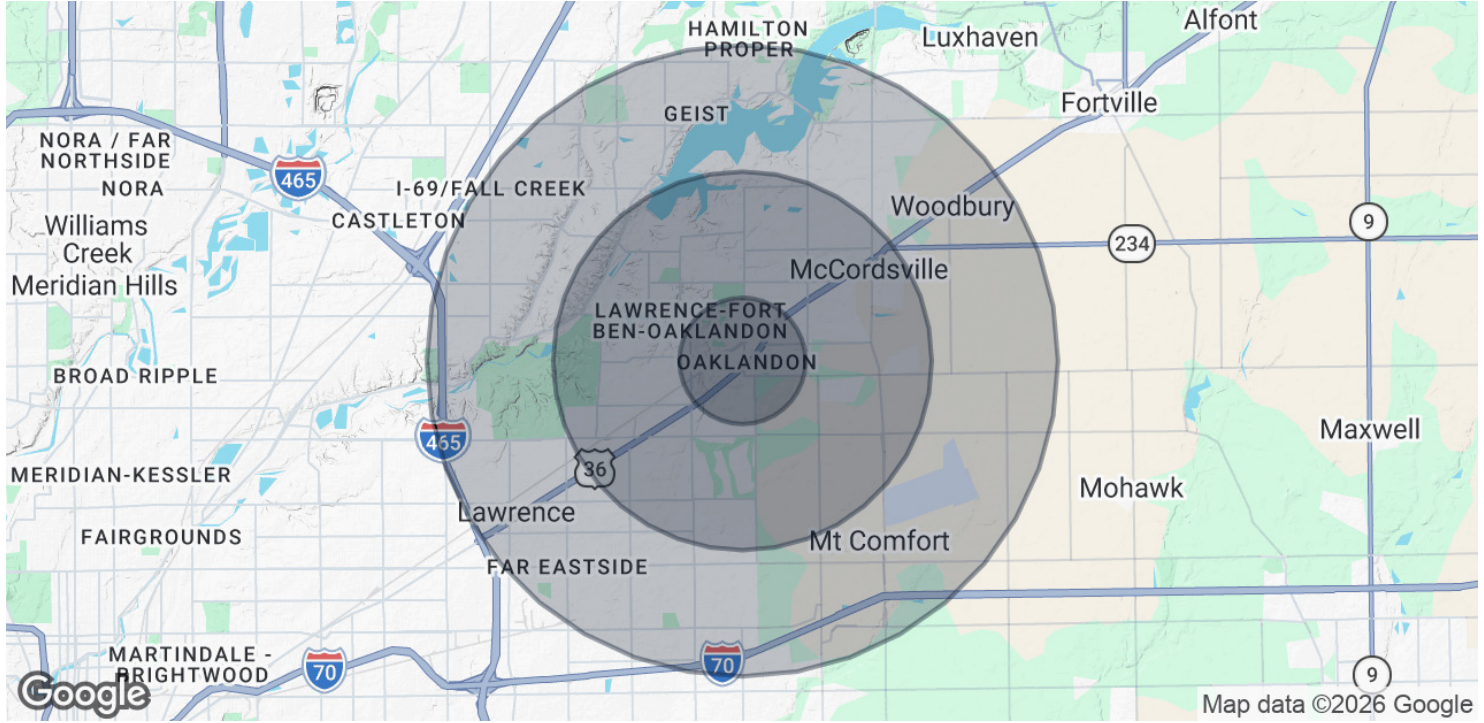 HAMILTON
PROPER
Alfont
Luxhaven
GEIST
Fortville
NORA / FAR
NORTHSIDE
NORA
465
I-69/FALL CREEK
CASTLETON
Woodbury
9
Williams
Creek
234
Meridian Hills
McCordsville
LAWRENCE-FORT
BEN-OAKLANDON
OAKLANDON
BROAD RIPPLE
465
Maxwell
MERIDIAN-KESSLER
36
Mohawk
Lawrence
FAIRGROUNDS
Mt Comfort
FAR EASTSIDE
MARTINDALE -
BRIGHTWOOD
70
70
9
Google
Map data ©2026 Google